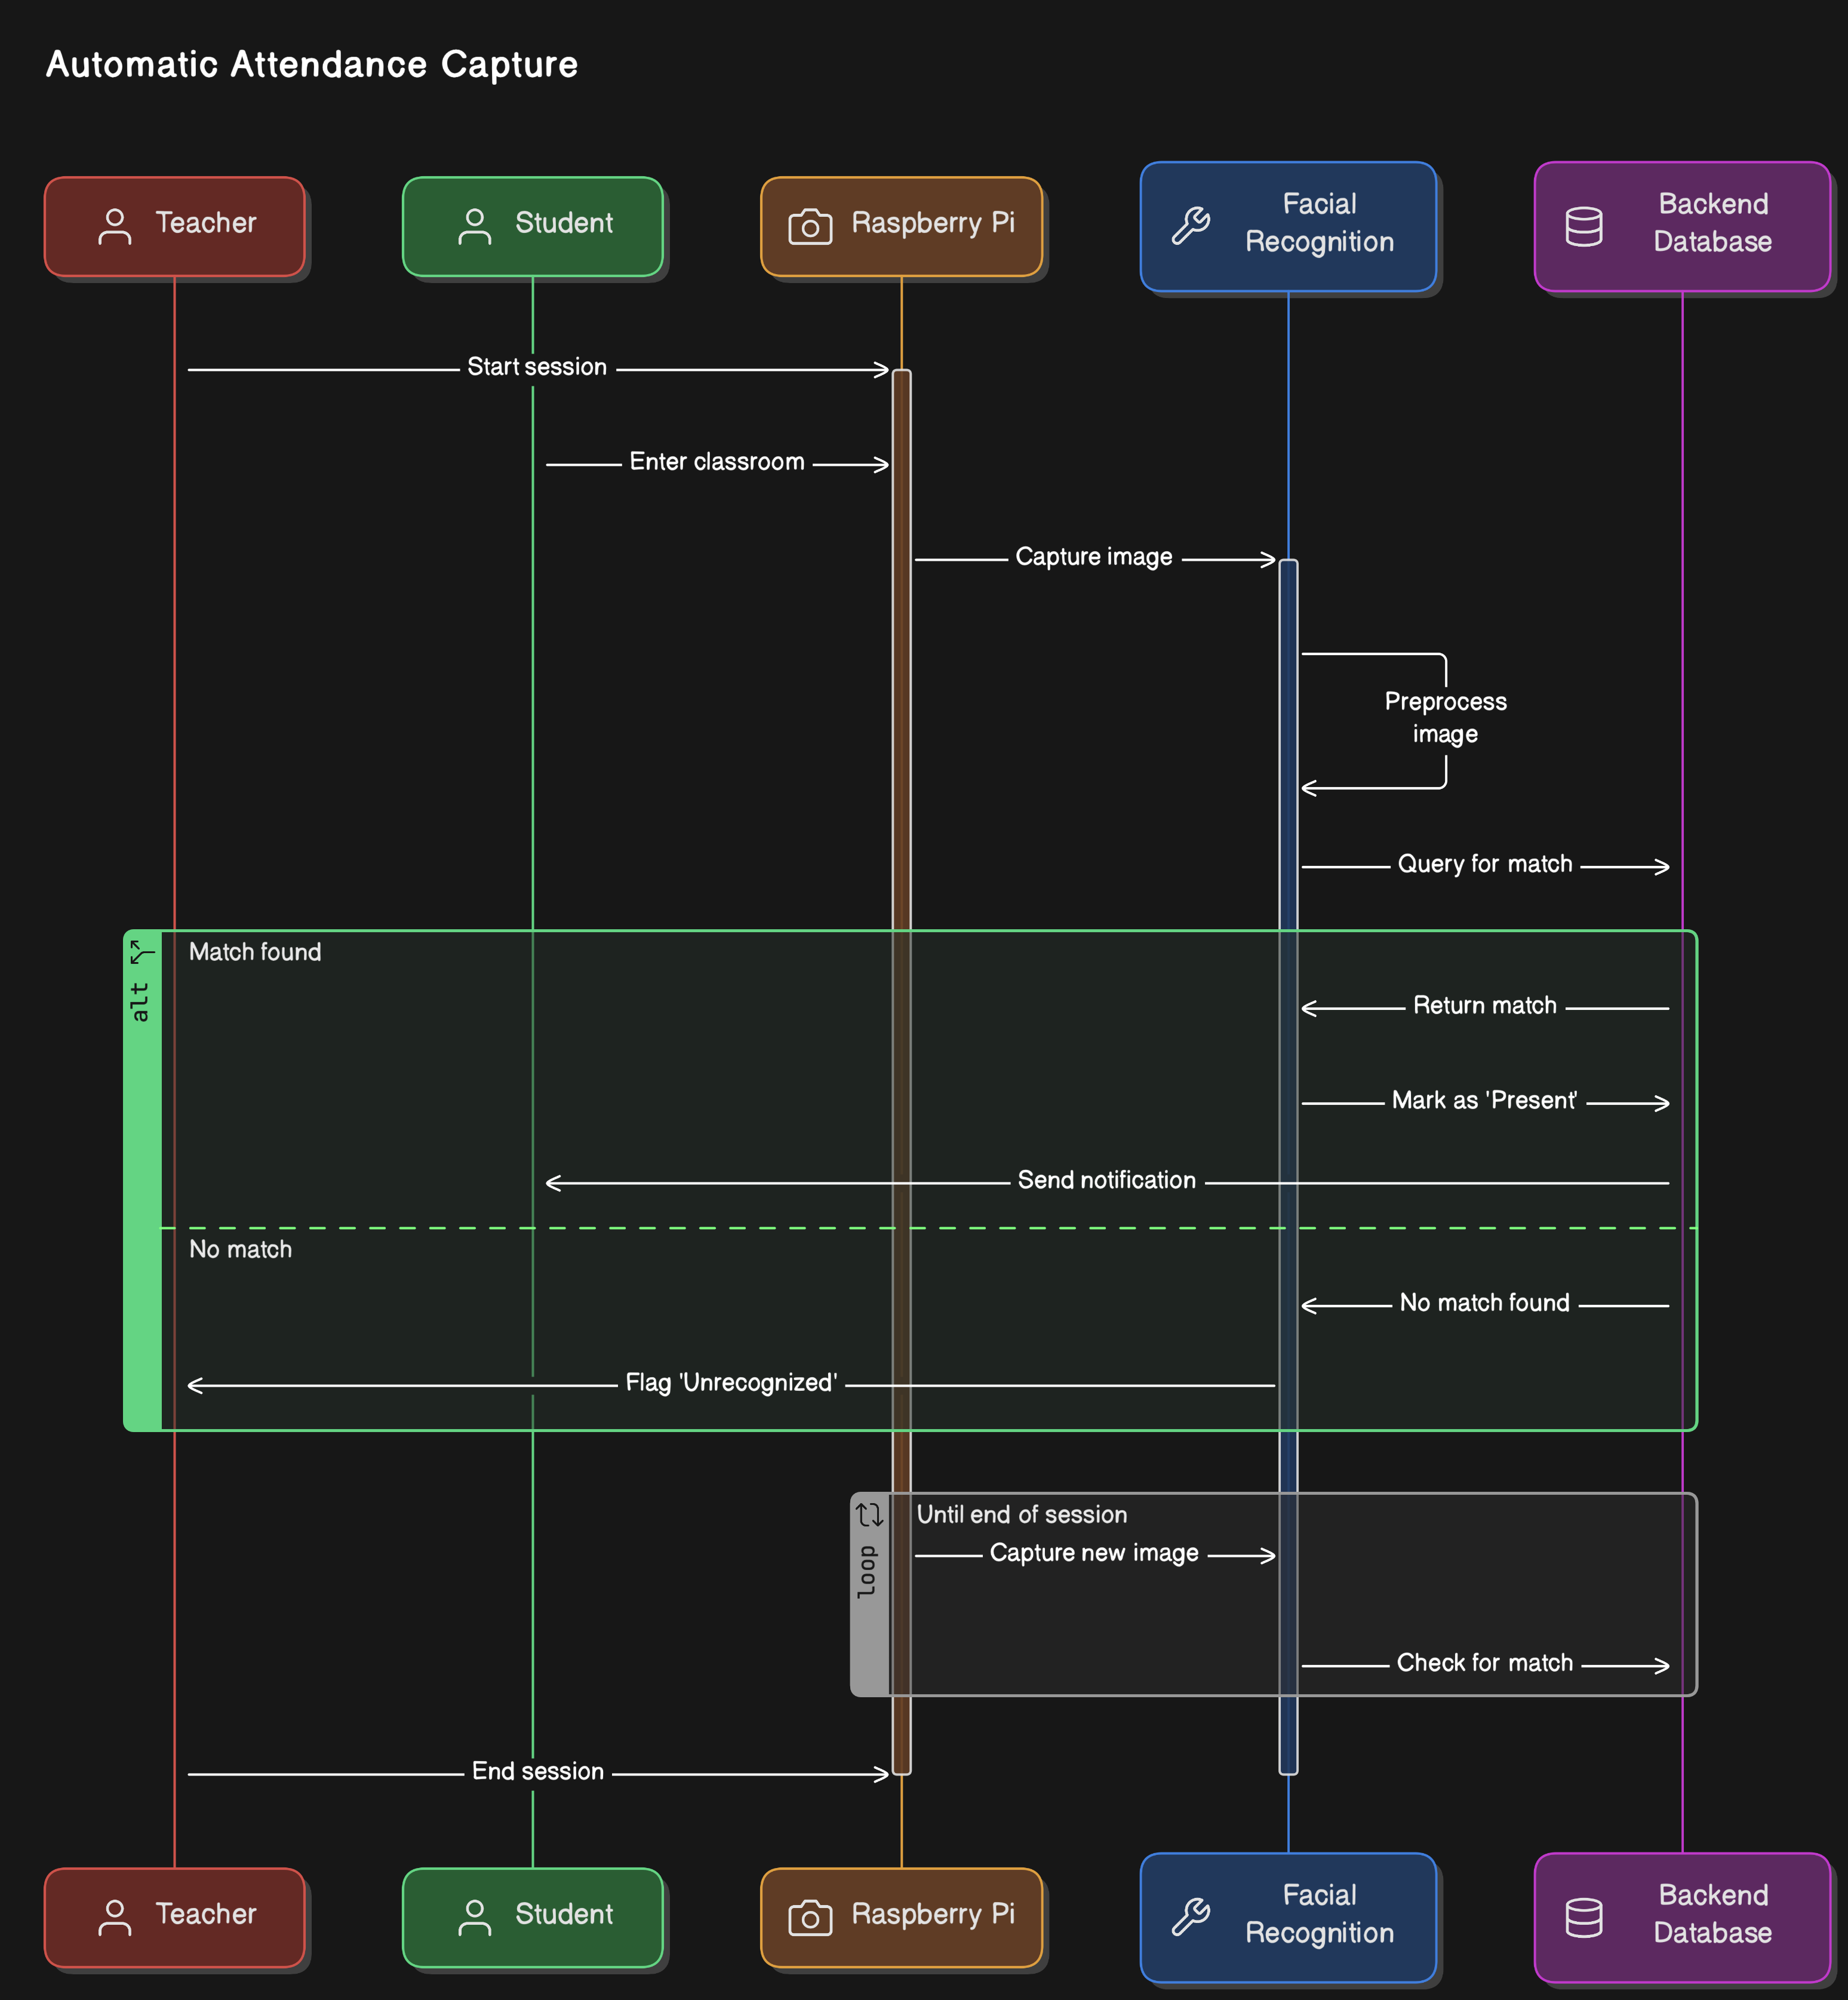 Automatic Attendance Capture
Teacher
Student
Raspberry Pi
Facial
Recognition
Backend
Database
Start session
Enter classroom
Capture image
Preprocess
image
Query for match
alt
Match found
Return match
Mark as 'Present'
Send notification
No match
No match found
Flag 'Unrecognized'
loop
Until end of session
Capture new image
Check for match
End session
Teacher
Student
Raspberry Pi
Facial
Recognition
Backend
Database